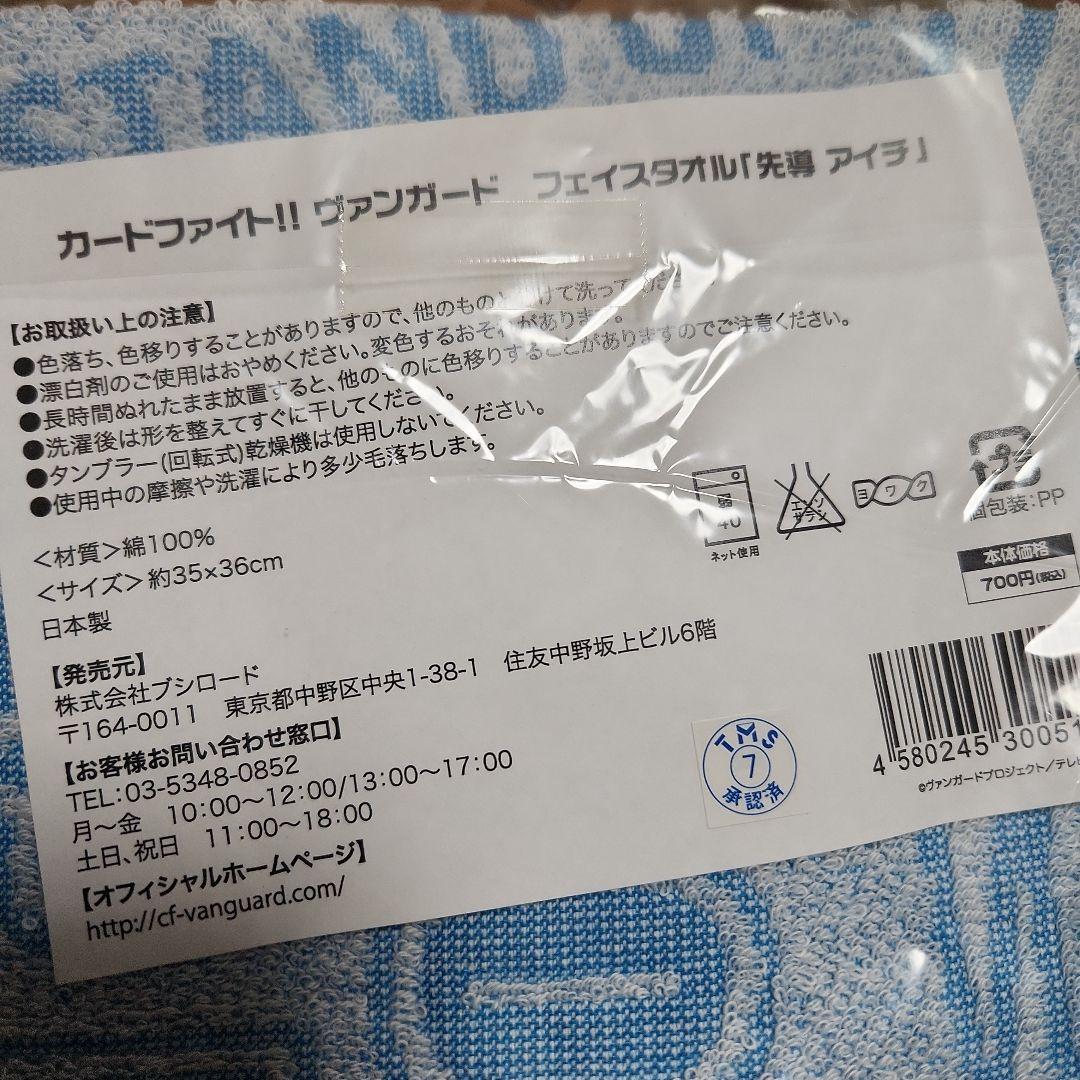 STAND UP
カードファイト!! ヴァンガード　フェイスタオル「先導 アイチ」
【お取扱い上の注意】
●色落ち、色移りすることがありますので、他のものと分けて洗ってください。
●漂白剤のご使用はおやめください。変色するおそれがあります。
●長時間ぬれたまま放置すると、他のものに色移りすることがありますのでご注意ください。
●洗濯後は形を整えてすぐに干してください。
●タンブラー(回転式)乾燥機は使用しないでください。
●使用中の摩擦や洗濯により多少毛落ちします。
弱
40
ネット使用
エンソ
サラシ
ヨワク
個包装:PP
＜材質＞綿100%
＜サイズ＞約35×36cm
日本製
本体価格
700円(税込)
【発売元】
株式会社ブシロード
〒164-0011　東京都中野区中央1-38-1　住友中野坂上ビル6階
【お客様お問い合わせ窓口】
TEL:03-5348-0852
月～金　10:00～12:00/13:00～17:00
土日、祝日　11:00～18:00
【オフィシャルホームページ】
http://cf-vanguard.com/
TMS
7
承認済
4 580245 30051
©ヴァンガードプロジェクト／テレビ